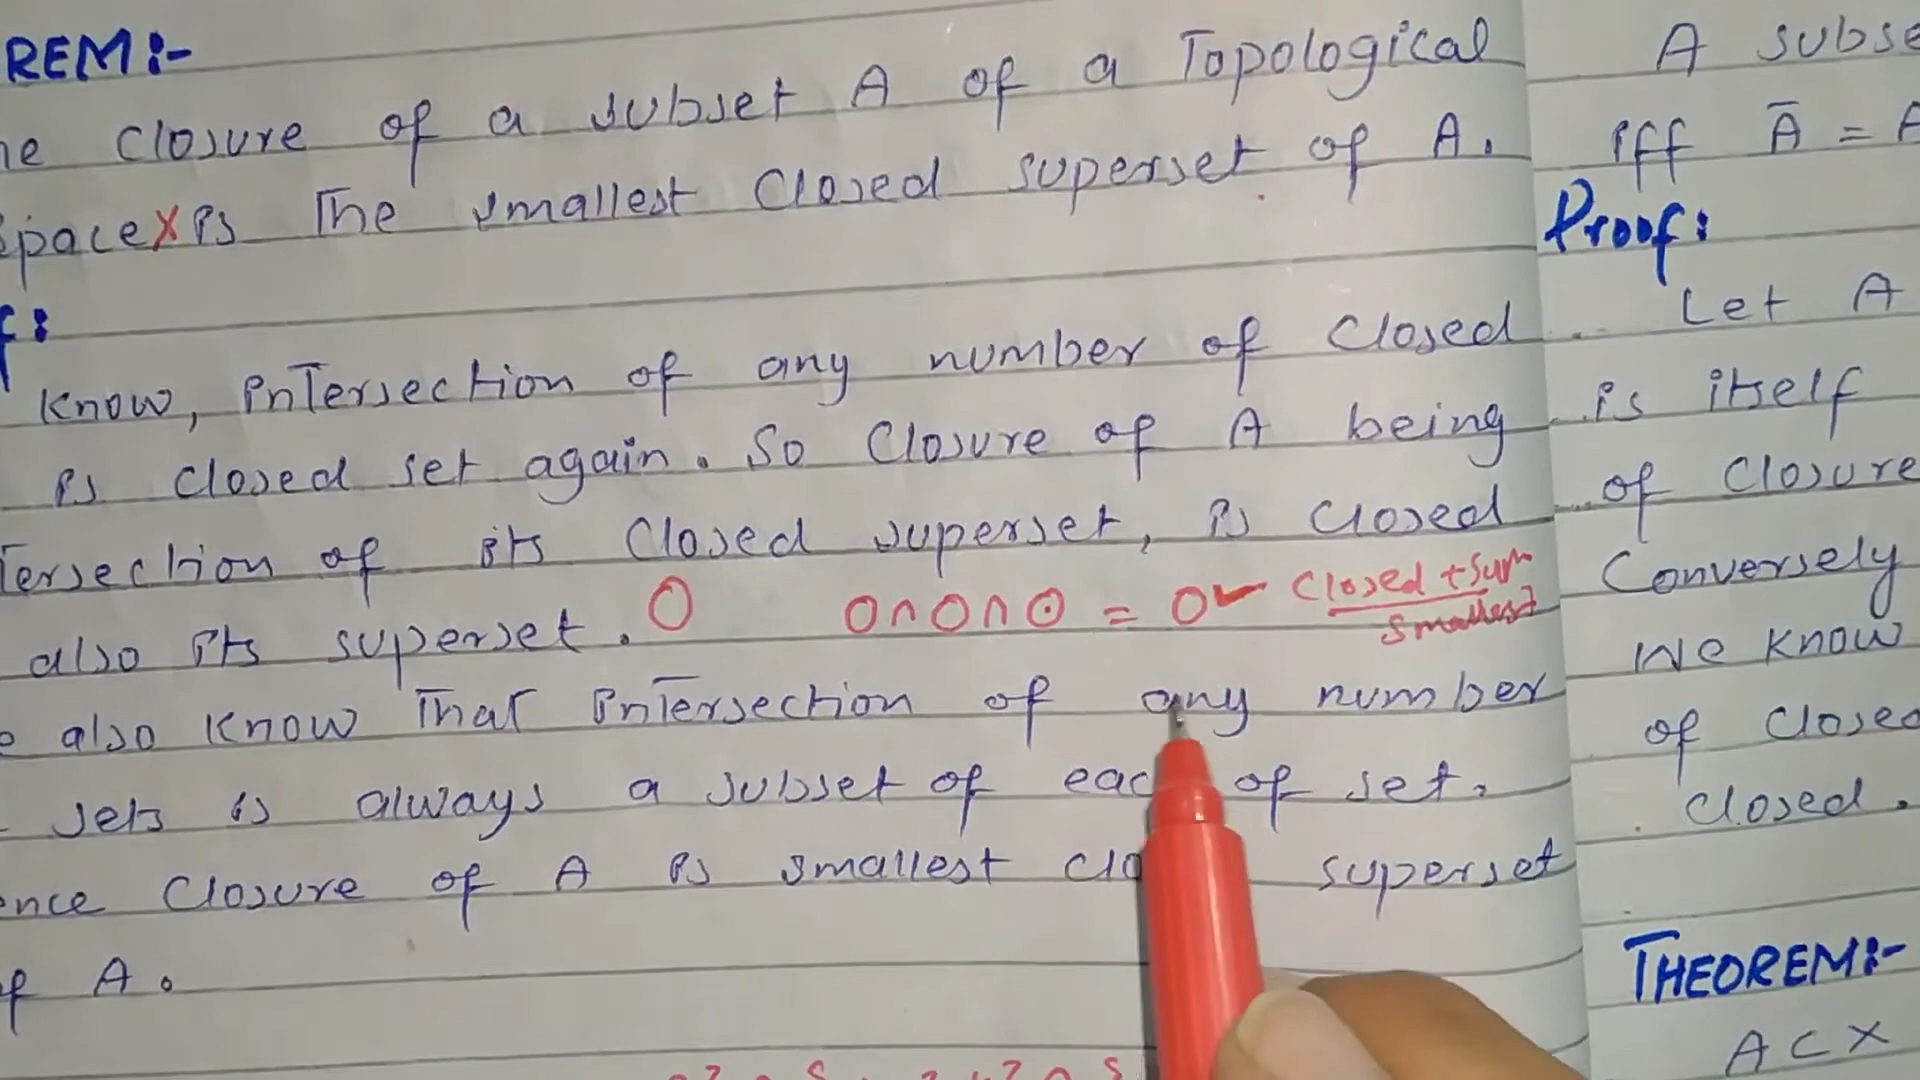 REM:-
he closure of a subset A of a Topological
space X is The smallest closed superset of A.
f:
know, inTersection of any number of closed
is closed set again. So closure of A being
Tersection of its closed superset, is closed
also its superset. O O∩O∩O = O closed + Sum
smallest
e also know That inTersection of any number
sets is always a subset of each of set.
ence closure of A is smallest clo superset
of A.
A subse
iff Ā = A
Proof:
Let A
is itself
of closure
Conversely
We know
of closed
closed.
THEOREM:-
A⊂X